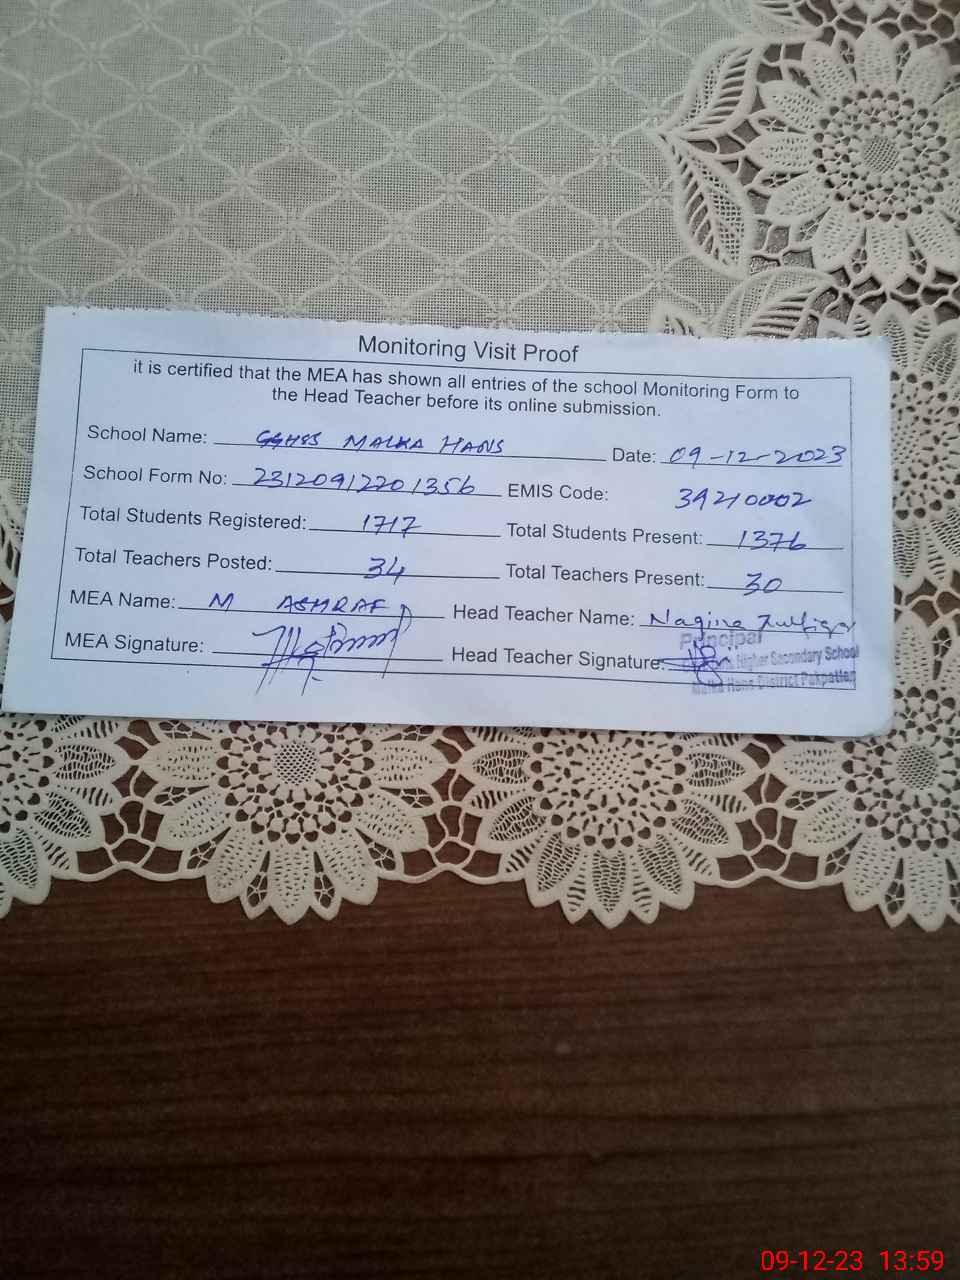 Monitoring Visit Proof
it is certified that the MEA has shown all entries of the school Monitoring Form to
the Head Teacher before its online submission.
School Name: GGHSS MALKA HANS Date: 09-12-2023
School Form No: 23120912201356 EMIS Code: 39210002
Total Students Registered: 1717 Total Students Present: 1376
Total Teachers Posted: 34 Total Teachers Present: 30
MEA Name: M ASHRAF Head Teacher Name: Nagina Zulfiqar
Principal
MEA Signature: Head Teacher Signature: Higher Secondary School
Malka Hans District Pakpattan
09-12-23 13:59